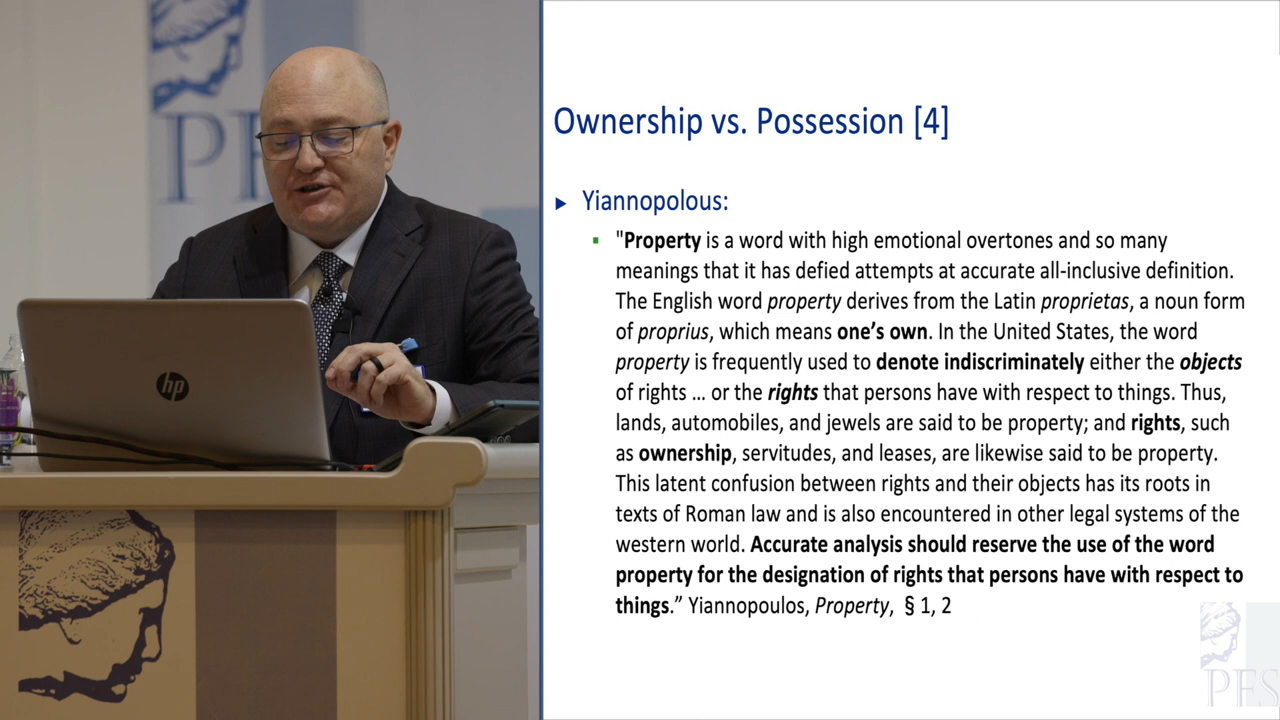 PF
hp
Ownership vs. Possession [4]
Yiannopolous:
"Property is a word with high emotional overtones and so many
meanings that it has defied attempts at accurate all-inclusive definition.
The English word property derives from the Latin proprietas, a noun form
of proprius, which means one’s own. In the United States, the word
property is frequently used to denote indiscriminately either the objects
of rights ... or the rights that persons have with respect to things. Thus,
lands, automobiles, and jewels are said to be property; and rights, such
as ownership, servitudes, and leases, are likewise said to be property.
This latent confusion between rights and their objects has its roots in
texts of Roman law and is also encountered in other legal systems of the
western world. Accurate analysis should reserve the use of the word
property for the designation of rights that persons have with respect to
things.” Yiannopoulos, Property, § 1, 2
PFS